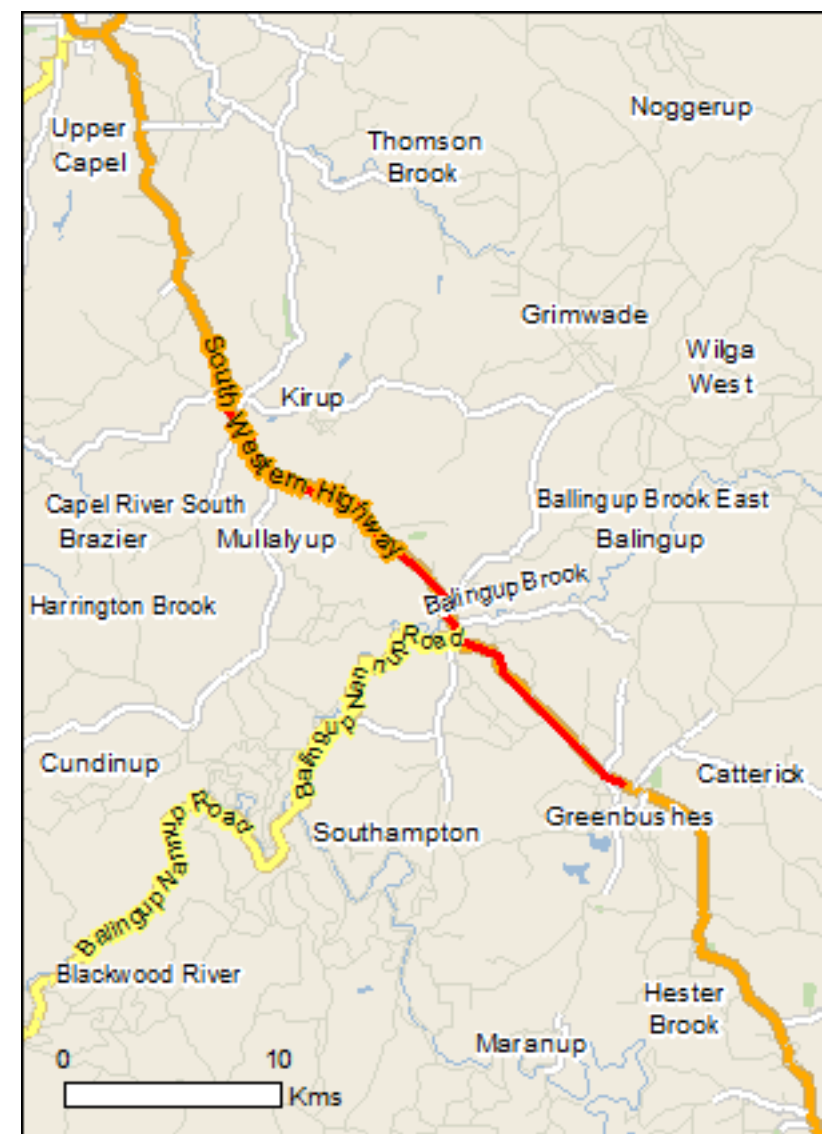 Noggerup
Upper
Capel
Thomson
Brook
Grimwade
Wilga
West
South Western Highway
Kirup
Capel River South
Ballingup Brook East
Brazier
Mullalyup
Balingup
Balingup Brook
Harrington Brook
Balingup Nannup Road
Cundinup
Catterick
Greenbushes
Southampton
Balingup Nannup Road
Blackwood River
Hester
Brook
Maranup
0 10
Kms